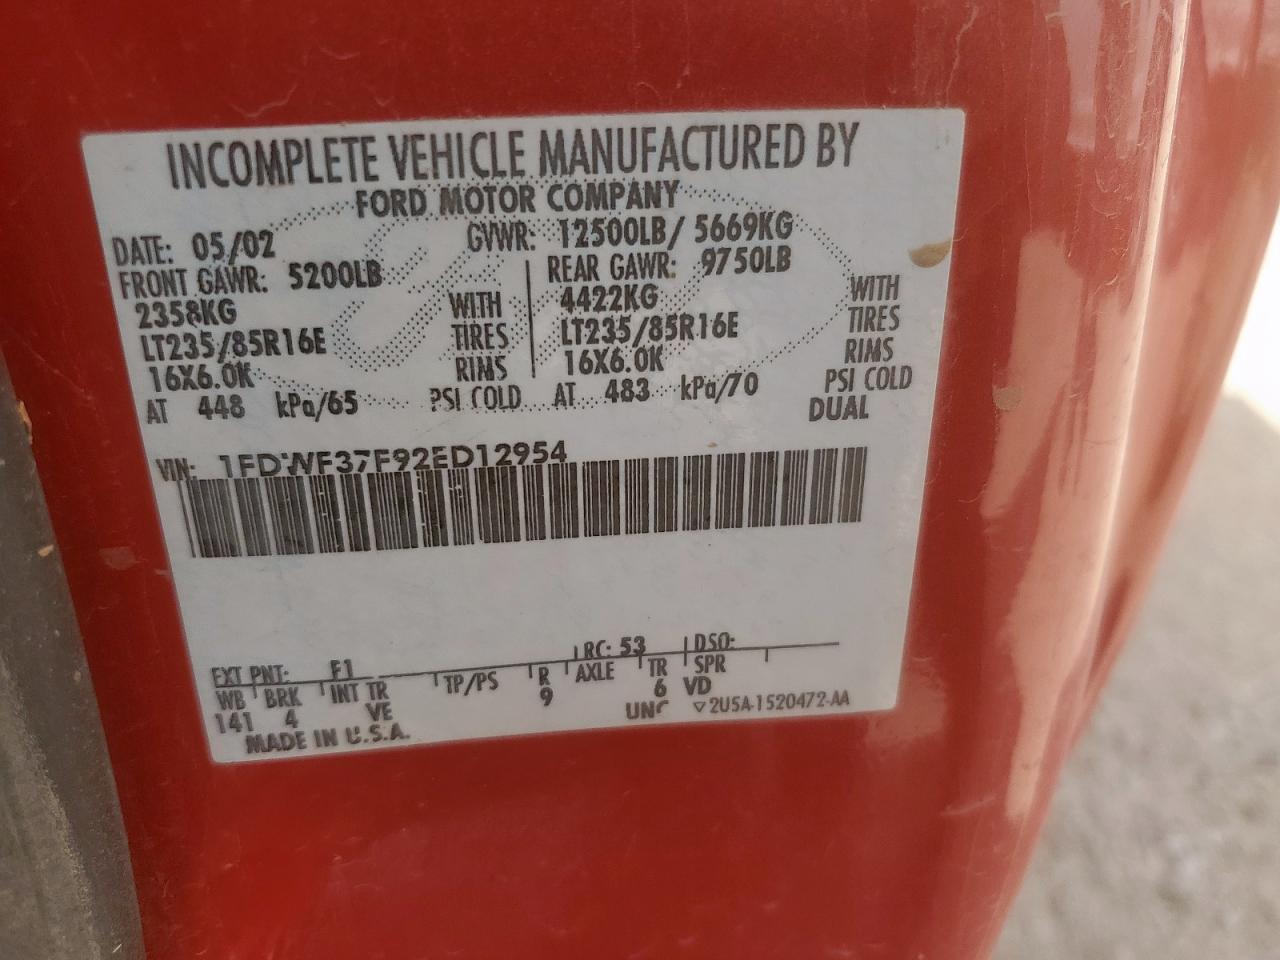 INCOMPLETE VEHICLE MANUFACTURED BY
FORD MOTOR COMPANY
DATE: 05/02 GVWR: 12500LB/ 5669KG
FRONT GAWR: 5200LB REAR GAWR: 9750LB
2358KG WITH 4422KG WITH
LT235/85R16E TIRES LT235/85R16E TIRES
16X6.0K RIMS 16X6.0K RIMS
AT 448 kPa/65 PSI COLD AT 483 kPa/70 PSI COLD
DUAL
VIN: 1FDWF37F92ED12954
EXT PNT: F1 RC: 53 DSO:
WB BRK INT TR TP/PS R AXLE TR SPR
141 4 VE 9 6 VD
UNC ▽2U5A-1520472-AA
MADE IN U.S.A.